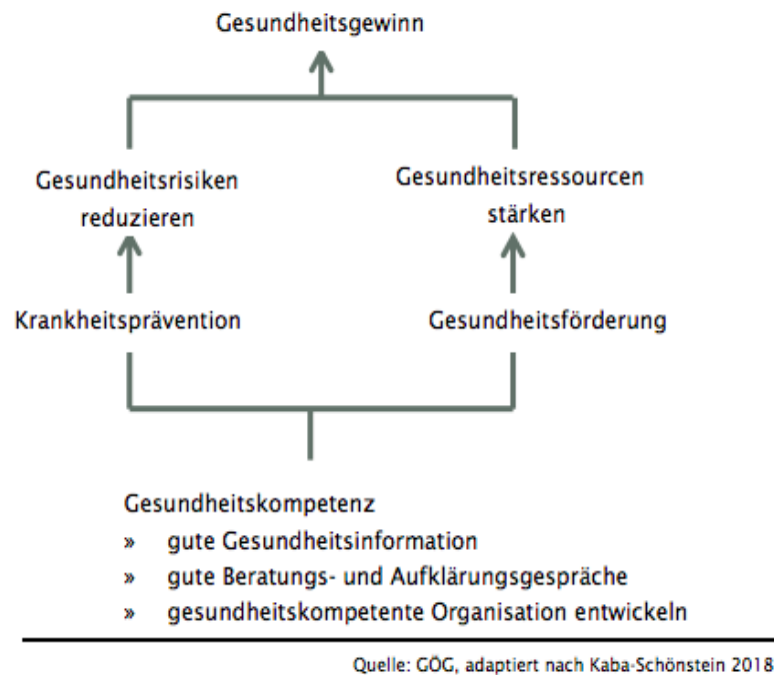 Gesundheitsgewinn
Gesundheitsrisiken
reduzieren
Gesundheitsressourcen
stärken
Krankheitsprävention
Gesundheitsförderung
Gesundheitskompetenz
» gute Gesundheitsinformation
» gute Beratungs- und Aufklärungsgespräche
» gesundheitskompetente Organisation entwickeln
Quelle: GÖG, adaptiert nach Kaba-Schönstein 2018